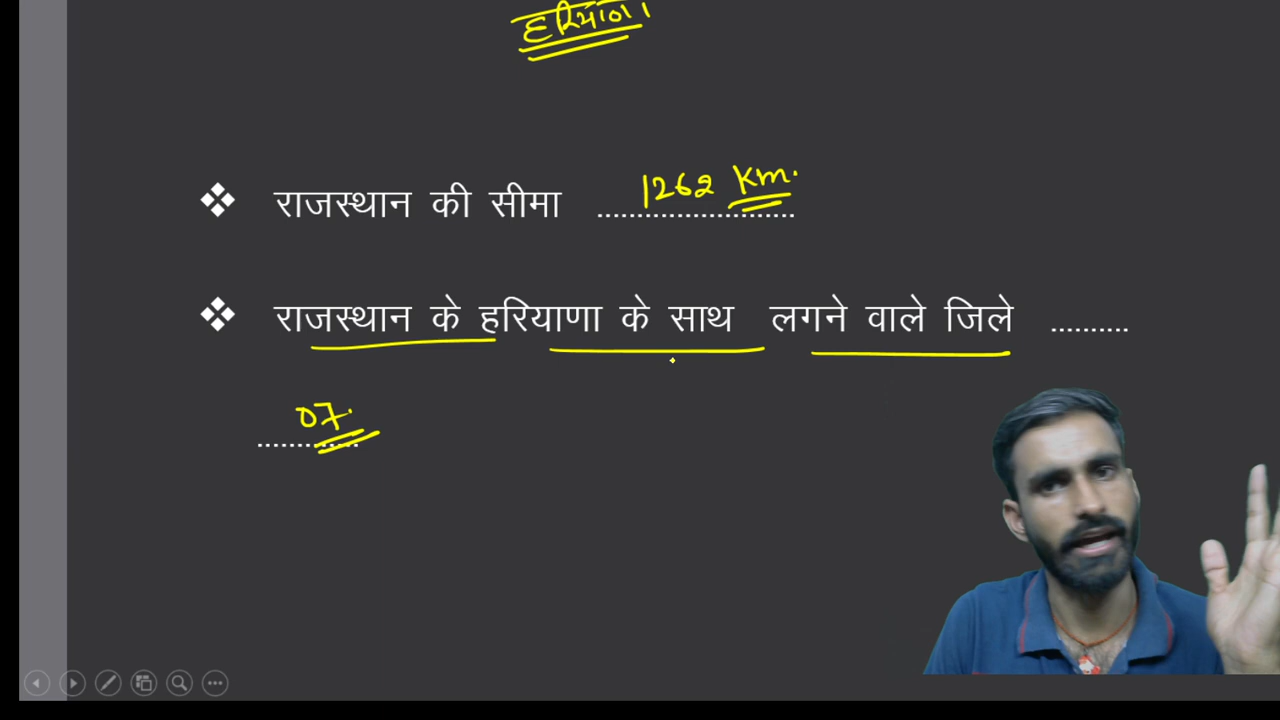 हरियाणा
❖ राजस्थान की सीमा .......1262 Km.......
❖ राजस्थान के हरियाणा के साथ लगने वाले जिले ..........
......07.......